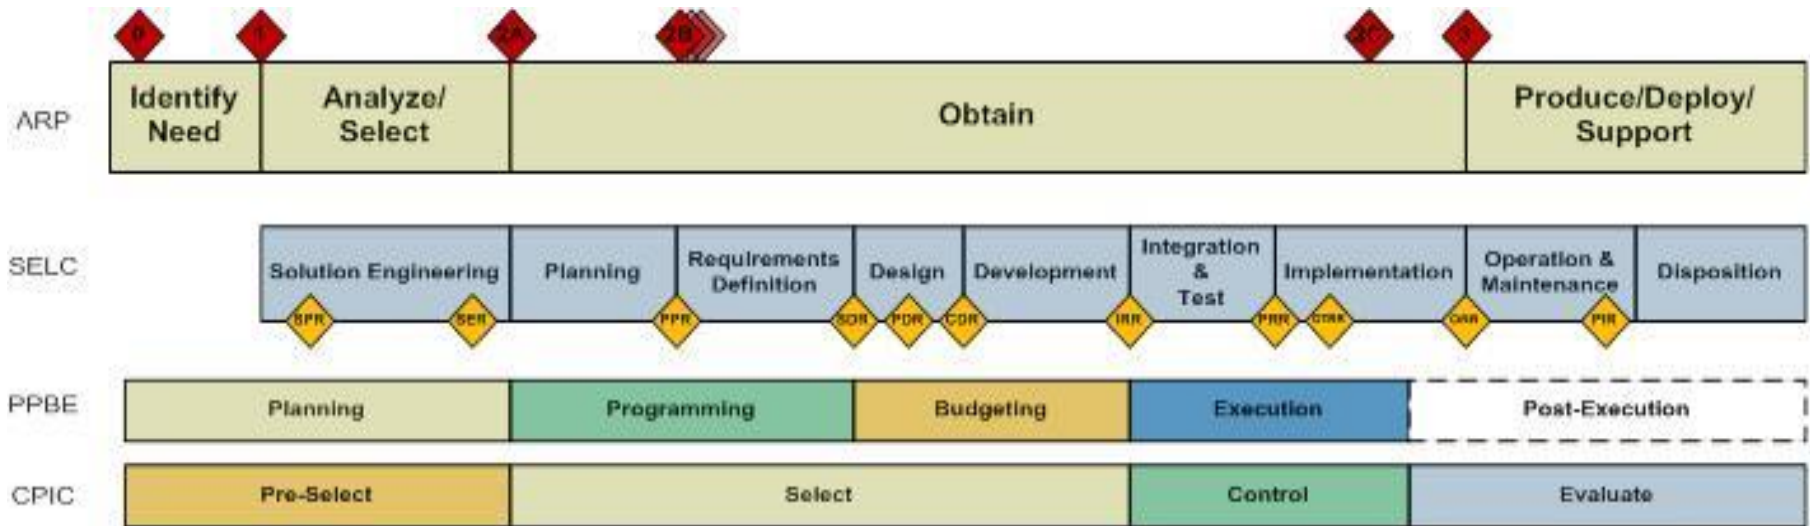 0 1 2A 2B 2C 3
ARP
Identify
Need
Analyze/
Select
Obtain
Produce/Deploy/
Support
SELC
Solution Engineering
Planning
Requirements
Definition
Design
Development
Integration
&
Test
Implementation
Operation &
Maintenance
Disposition
SPR SER PPR SDR PDR CDR IRR PRR OTRR ORR PIR
PPBE
Planning
Programming
Budgeting
Execution
Post-Execution
CPIC
Pre-Select
Select
Control
Evaluate